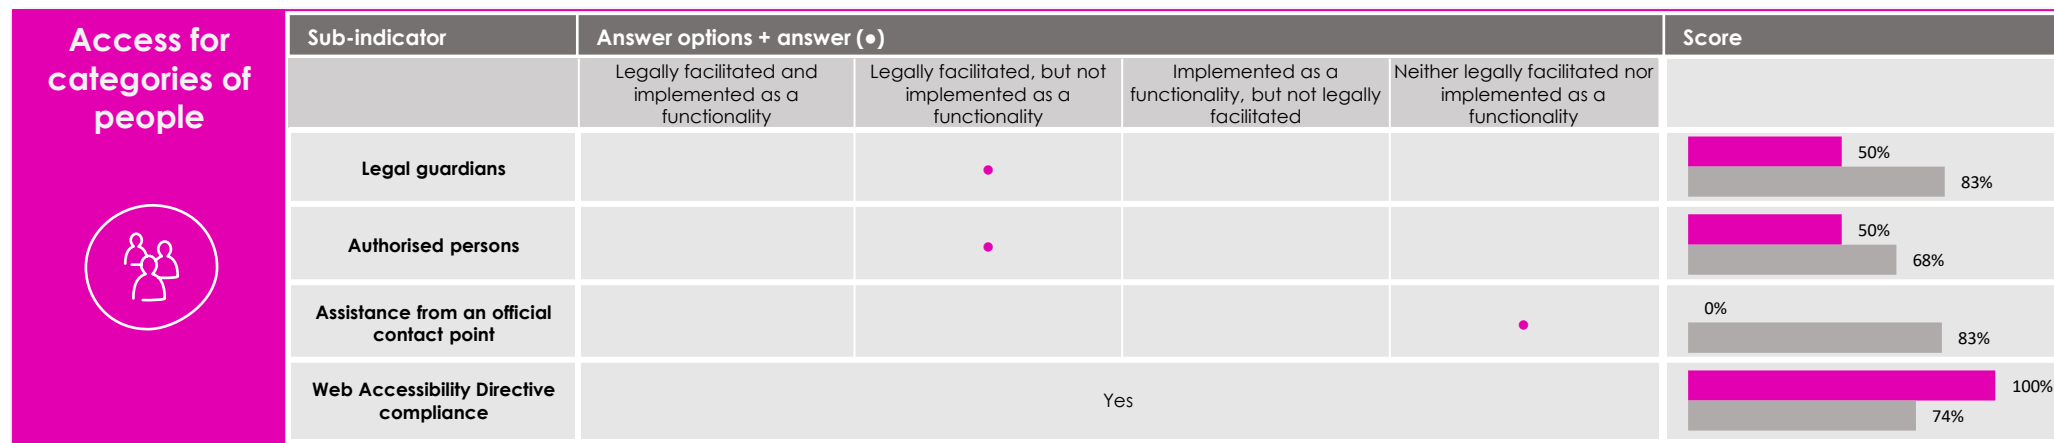 Access for
categories of
people
Sub-indicator
Answer options + answer (●)
Score
Legally facilitated and
implemented as a
functionality
Legally facilitated, but not
implemented as a
functionality
Implemented as a
functionality, but not legally
facilitated
Neither legally facilitated nor
implemented as a
functionality
Legal guardians
●
50%
83%
Authorised persons
●
50%
68%
Assistance from an official
contact point
●
0%
83%
Web Accessibility Directive
compliance
Yes
100%
74%